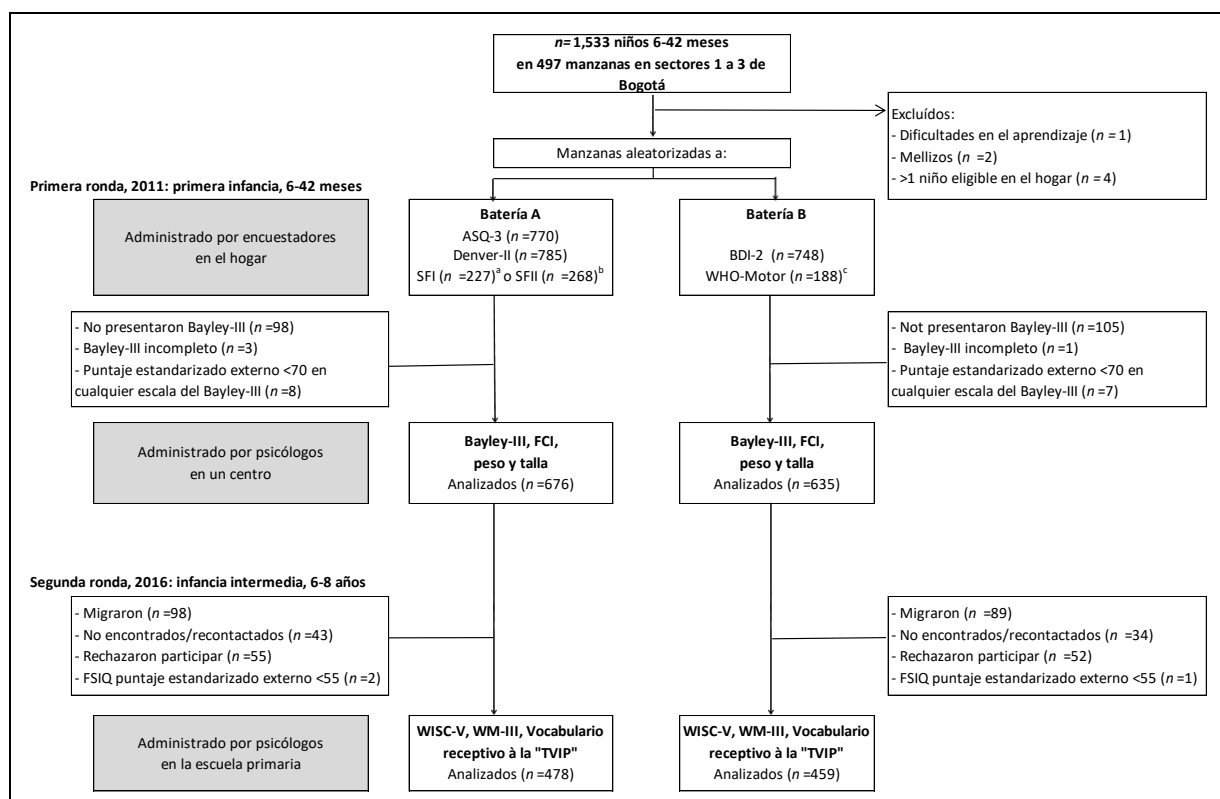 n= 1,533 niños 6-42 meses
en 497 manzanas en sectores 1 a 3 de
Bogotá
Excluídos:
- Dificultades en el aprendizaje (n = 1)
- Mellizos (n =2)
- >1 niño eligible en el hogar (n = 4)
Manzanas aleatorizadas a:
Primera ronda, 2011: primera infancia, 6-42 meses
Administrado por encuestadores
en el hogar
Batería A
ASQ-3 (n =770)
Denver-II (n =785)
SFI (n =227)a o SFII (n =268)b
Batería B
BDI-2 (n =748)
WHO-Motor (n =188)c
- No presentaron Bayley-III (n =98)
- Bayley-III incompleto (n =3)
- Puntaje estandarizado externo <70 en
cualquier escala del Bayley-III (n =8)
- Not presentaron Bayley-III (n =105)
- Bayley-III incompleto (n =1)
- Puntaje estandarizado externo <70 en
cualquier escala del Bayley-III (n =7)
Administrado por psicólogos
en un centro
Bayley-III, FCI,
peso y talla
Analizados (n =676)
Bayley-III, FCI,
peso y talla
Analizados (n =635)
Segunda ronda, 2016: infancia intermedia, 6-8 años
- Migraron (n =98)
- No encontrados/recontactados (n =43)
- Rechazaron participar (n =55)
- FSIQ puntaje estandarizado externo <55 (n =2)
- Migraron (n =89)
- No encontrados/recontactados (n =34)
- Rechazaron participar (n =52)
- FSIQ puntaje estandarizado externo <55 (n =1)
Administrado por psicólogos
en la escuela primaria
WISC-V, WM-III, Vocabulario
receptivo à la "TVIP"
Analizados (n =478)
WISC-V, WM-III, Vocabulario
receptivo à la "TVIP"
Analizados (n =459)